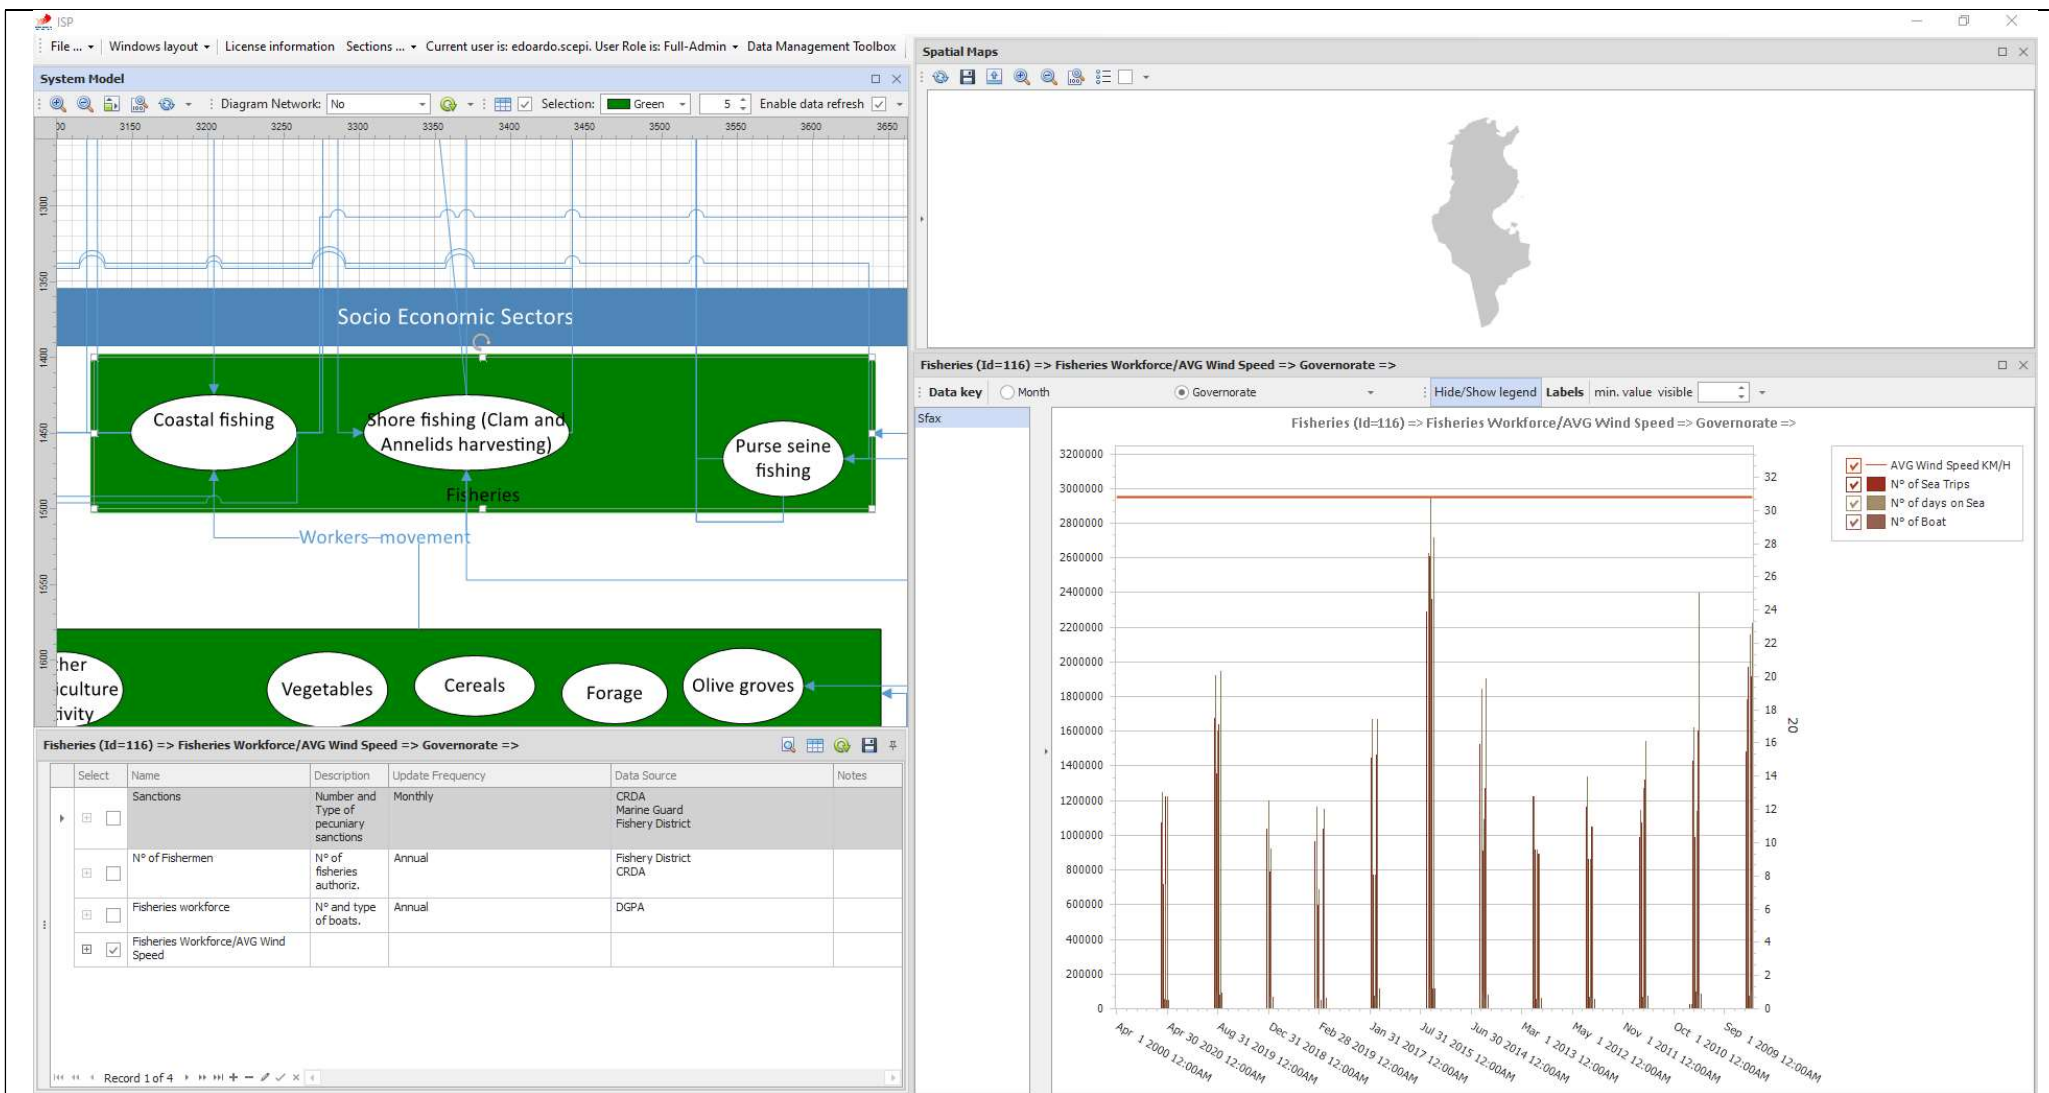 ISP
File ... Windows layout License information Sections ... Current user is: edoardo.scepi. User Role is: Full-Admin Data Management Toolbox
System Model
Diagram Network: No Selection: Green 5 Enable data refresh
3150 3200 3250 3300 3350 3400 3450 3500 3550 3600 3650
1300
1350
1400
1450
1500
1550
1600
Socio Economic Sectors
Coastal fishing
Shore fishing (Clam and
Annelids harvesting)
Purse seine
fishing
Fisheries
Workers movement
her
iculture
ivity
Vegetables
Cereals
Forage
Olive groves
Fisheries (Id=116) => Fisheries Workforce/AVG Wind Speed => Governorate =>
Select Name Description Update Frequency Data Source Notes
Sanctions Number and Monthly CRDA
Type of Marine Guard
pecuniary Fishery District
sanctions
N° of Fishermen N° of Annual Fishery District
fisheries CRDA
authoriz.
Fisheries workforce N° and type Annual DGPA
of boats.
Fisheries Workforce/AVG Wind
Speed
Record 1 of 4
Spatial Maps
Fisheries (Id=116) => Fisheries Workforce/AVG Wind Speed => Governorate =>
Data key Month Governorate Hide/Show legend Labels min. value visible
Sfax
Fisheries (Id=116) => Fisheries Workforce/AVG Wind Speed => Governorate =>
3200000
3000000
2800000
2600000
2400000
2200000
2000000
1800000
1600000
1400000
1200000
1000000
800000
600000
400000
200000
0
32
30
28
26
24
22
20
18
16
14
12
10
8
6
4
2
0
20
AVG Wind Speed KM/H
N° of Sea Trips
N° of days on Sea
N° of Boat
Apr 1 2000 12:00AM
Apr 30 2020 12:00AM
Aug 31 2019 12:00AM
Dec 31 2018 12:00AM
Feb 28 2019 12:00AM
Jan 31 2017 12:00AM
Jul 31 2015 12:00AM
Jun 30 2014 12:00AM
Mar 1 2013 12:00AM
May 1 2012 12:00AM
Nov 1 2011 12:00AM
Oct 1 2010 12:00AM
Sep 1 2009 12:00AM